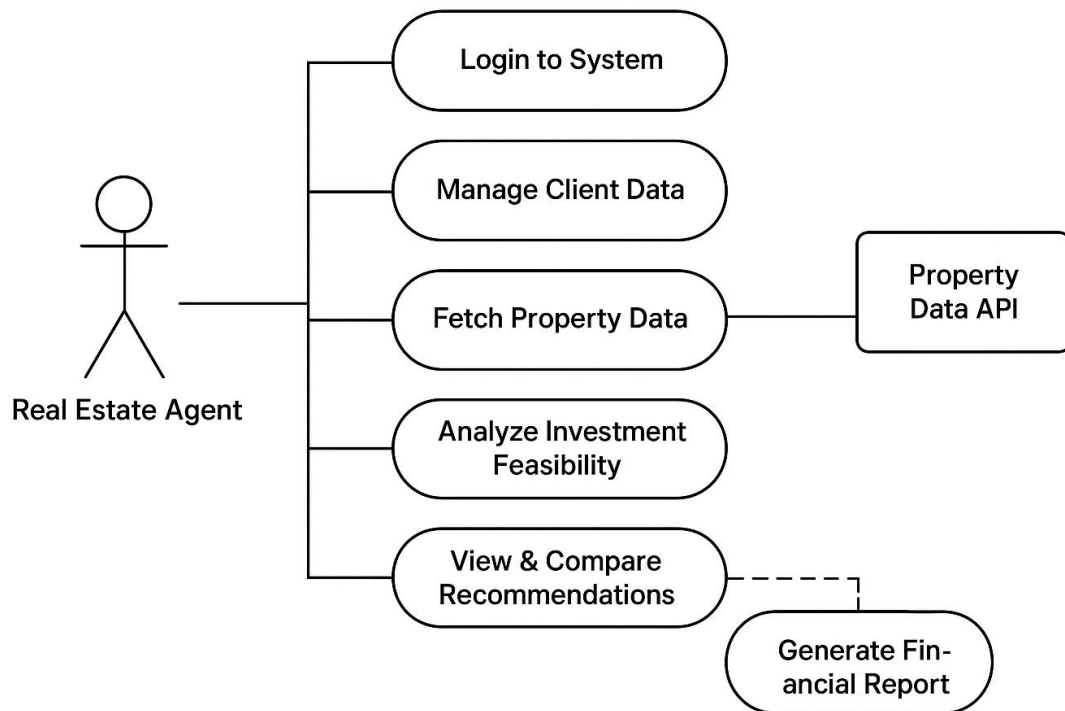 Login to System
Manage Client Data
Property
Data API
Fetch Property Data
Real Estate Agent
Analyze Investment
Feasibility
View & Compare
Recommendations
Generate Fin-
ancial Report